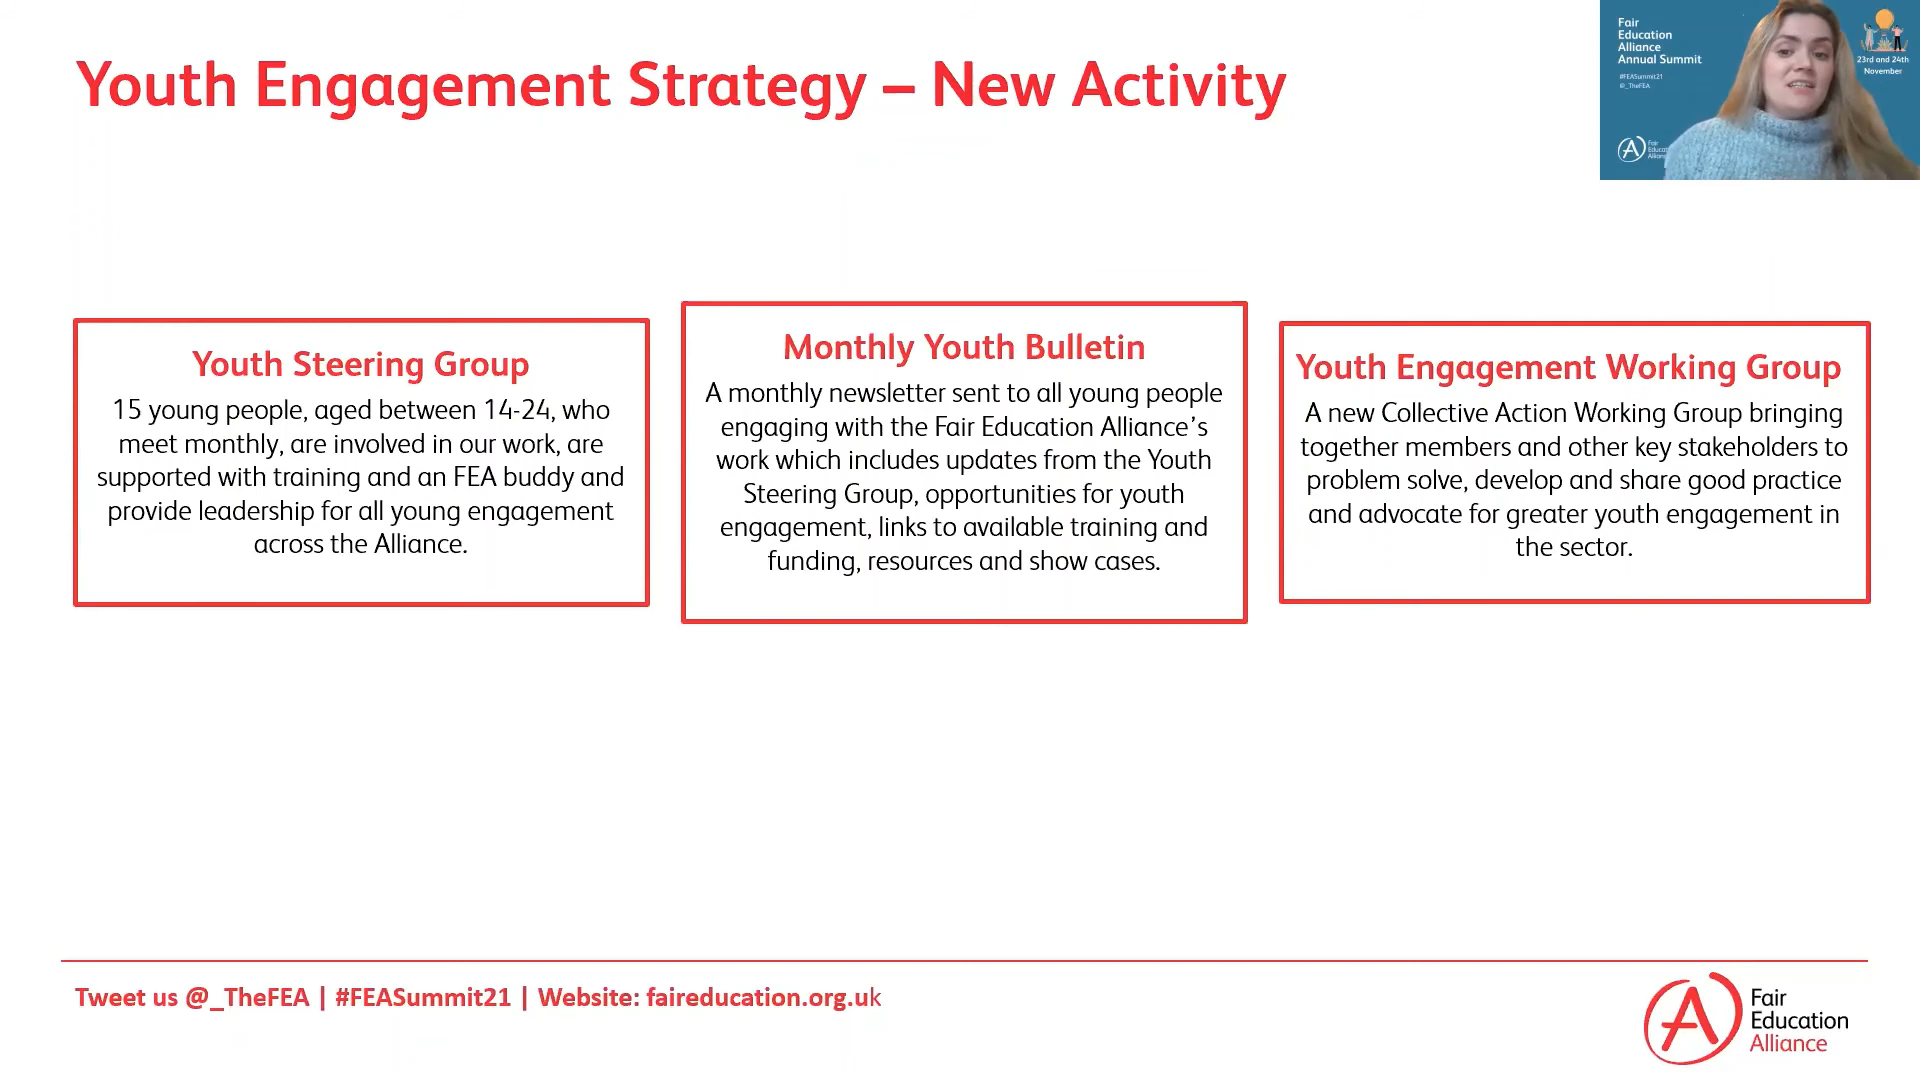 Youth Engagement Strategy – New Activity
Fair
Education
Alliance
Annual Summit
#FEASummit21
@_TheFEA
23rd and 24th
November
Youth Steering Group
15 young people, aged between 14-24, who
meet monthly, are involved in our work, are
supported with training and an FEA buddy and
provide leadership for all young engagement
across the Alliance.
Monthly Youth Bulletin
A monthly newsletter sent to all young people
engaging with the Fair Education Alliance’s
work which includes updates from the Youth
Steering Group, opportunities for youth
engagement, links to available training and
funding, resources and show cases.
Youth Engagement Working Group
A new Collective Action Working Group bringing
together members and other key stakeholders to
problem solve, develop and share good practice
and advocate for greater youth engagement in
the sector.
Tweet us @_TheFEA | #FEASummit21 | Website: faireducation.org.uk
Fair
Education
Alliance